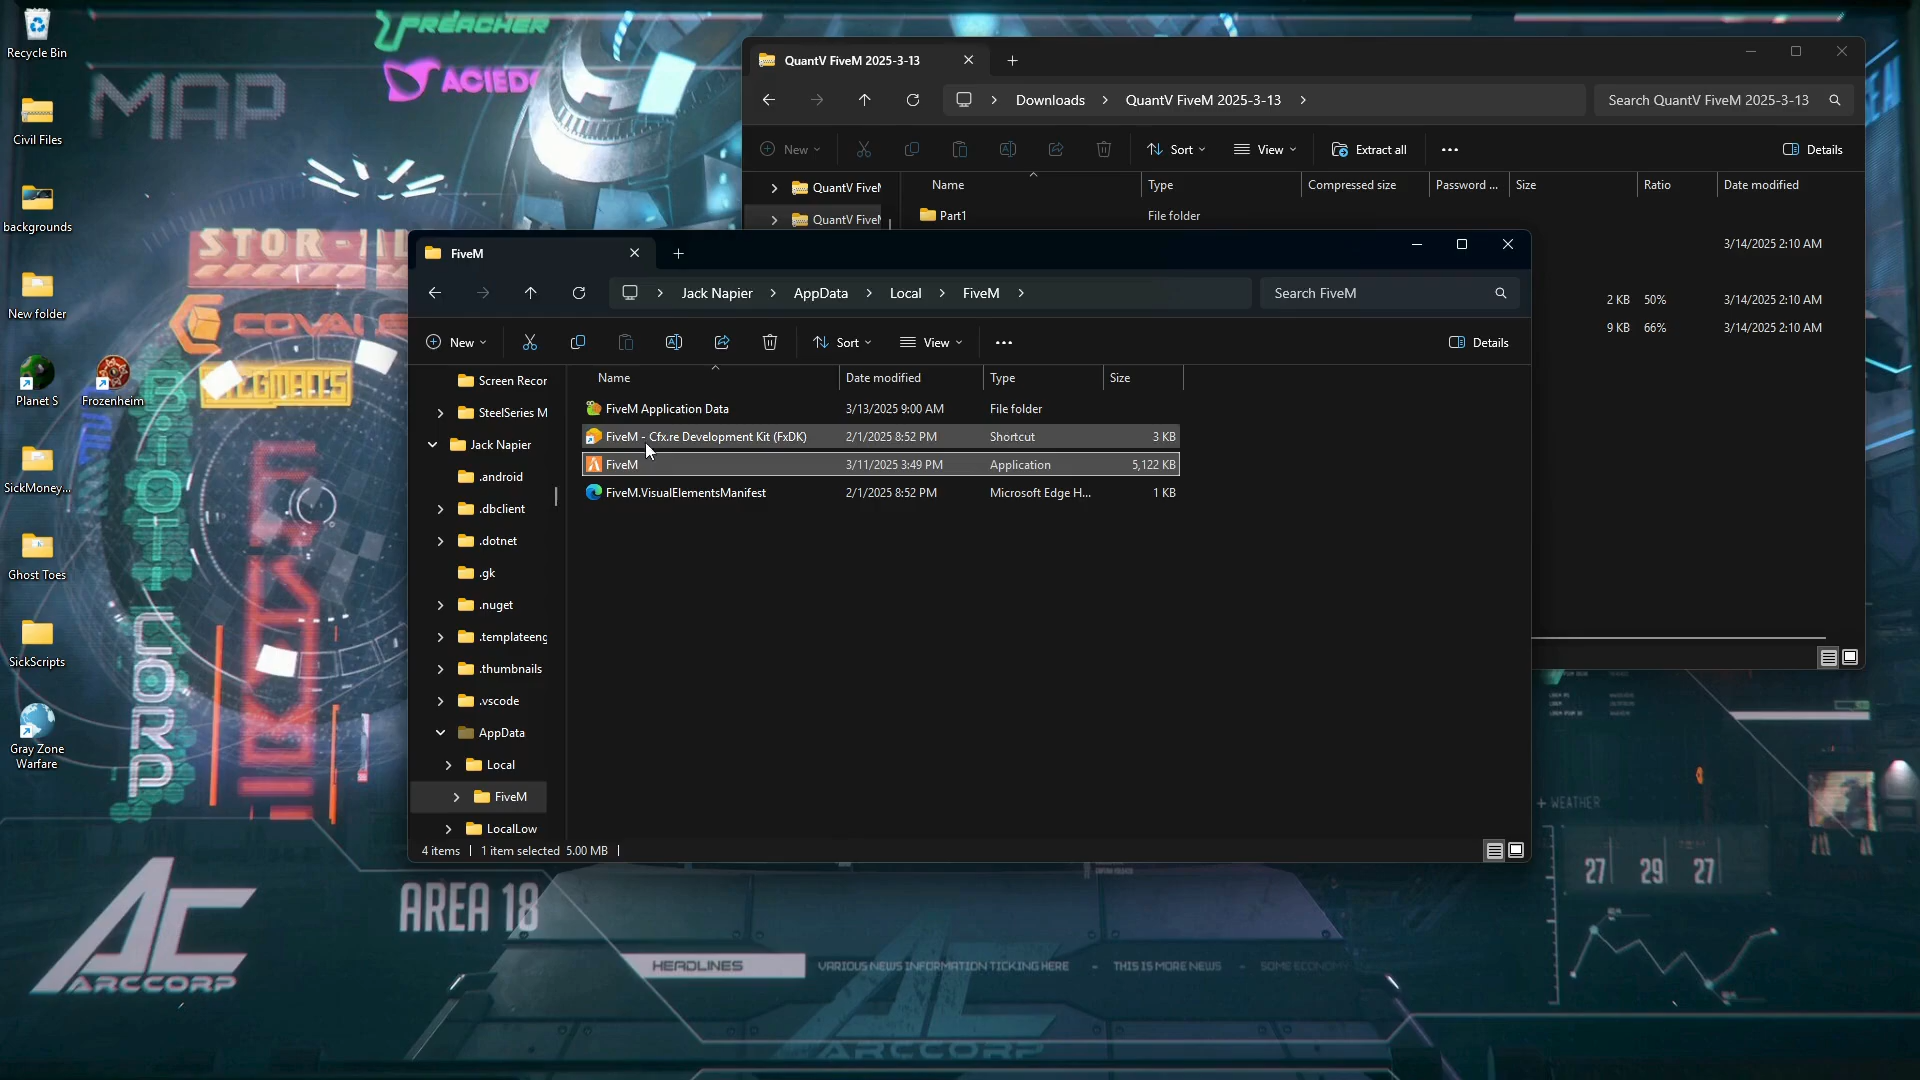 Recycle Bin
Civil Files
backgrounds
New folder
Planet S
Frozenheim
SickMoney...
Ghost Toes
SickScripts
Gray Zone
Warfare
PREACHER
MAP
STOR-
COVAL
RIOT CORP
AC
ARCCORP
AREA 18
HEADLINES
VARIOUS NEWS INFORMATION TICKING HERE - THIS IS MORE NEWS - SOME ECONOM
ARCCORP
+ WEATHER
27 29 27
QuantV FiveM 2025-3-13
Downloads > QuantV FiveM 2025-3-13 >
Search QuantV FiveM 2025-3-13
New
Sort
View
Extract all
Details
Name Type Compressed size Password ... Size Ratio Date modified
QuantV FiveM
QuantV FiveM
Part1 File folder
3/14/2025 2:10 AM
2 KB 50% 3/14/2025 2:10 AM
9 KB 66% 3/14/2025 2:10 AM
FiveM
> Jack Napier > AppData > Local > FiveM >
Search FiveM
New
Sort
View
Details
Screen Recor
SteelSeries M
Jack Napier
.android
.dbclient
.dotnet
.gk
.nuget
.templateeng
.thumbnails
.vscode
AppData
Local
FiveM
LocalLow
Name Date modified Type Size
FiveM Application Data 3/13/2025 9:00 AM File folder
FiveM - Cfx.re Development Kit (FxDK) 2/1/2025 8:52 PM Shortcut 3 KB
FiveM 3/11/2025 3:49 PM Application 5,122 KB
FiveM.VisualElementsManifest 2/1/2025 8:52 PM Microsoft Edge H... 1 KB
4 items 1 item selected 5.00 MB